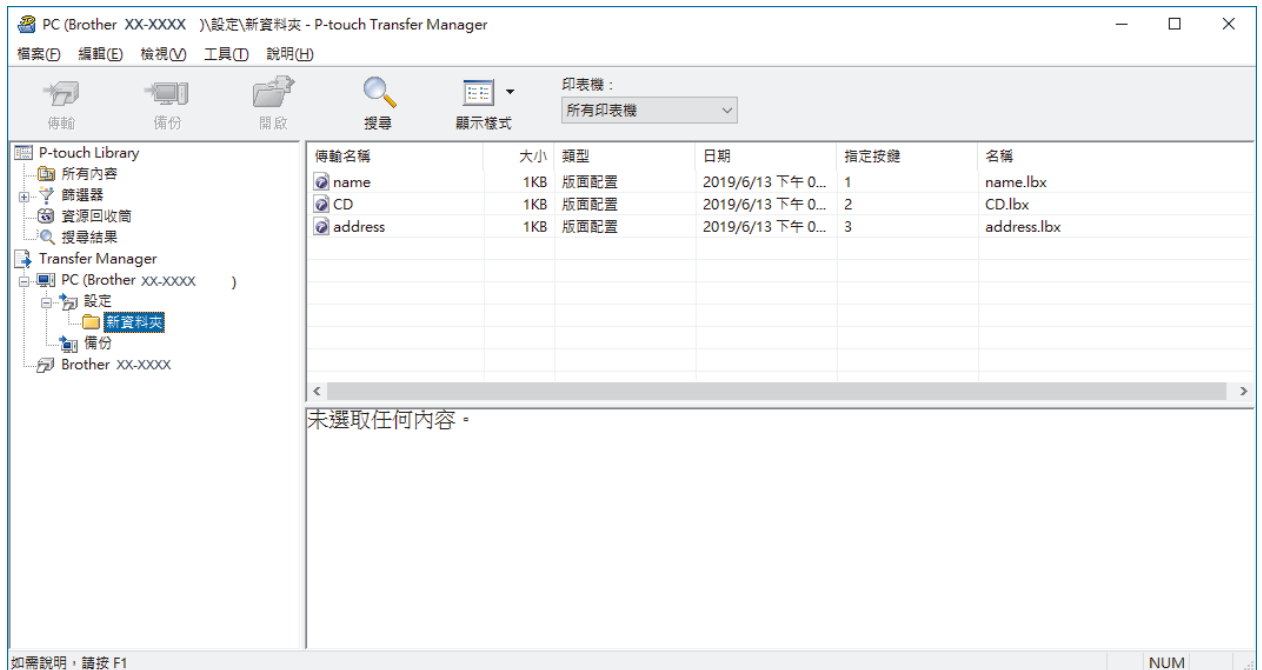 PC (Brother XX-XXXX )\設定\新資料夾 - P-touch Transfer Manager
檔案(F) 編輯(E) 檢視(V) 工具(T) 說明(H)
傳輸 備份 開啟 搜尋 顯示樣式
印表機：
所有印表機
P-touch Library
所有內容
篩選器
資源回收筒
搜尋結果
Transfer Manager
PC (Brother XX-XXXX )
設定
新資料夾
備份
Brother XX-XXXX
傳輸名稱 大小 類型 日期 指定按鍵 名稱
name 1KB 版面配置 2019/6/13 下午 0... 1 name.lbx
CD 1KB 版面配置 2019/6/13 下午 0... 2 CD.lbx
address 1KB 版面配置 2019/6/13 下午 0... 3 address.lbx
未選取任何內容。
如需說明，請按 F1
NUM